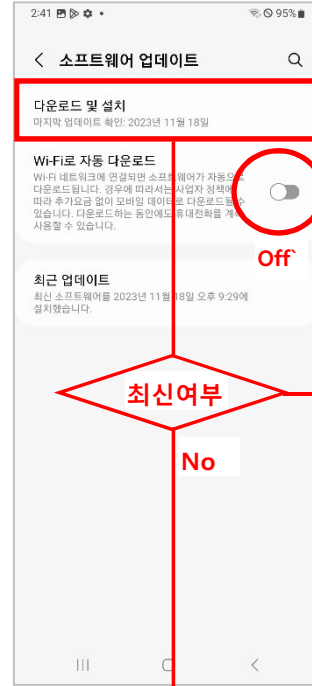 2:41
95%
소프트웨어 업데이트
다운로드 및 설치
마지막 업데이트 확인: 2023년 11월 18일
Wi-Fi로 자동 다운로드
Wi-Fi 네트워크에 연결되면 소프트웨어가 자동으로
다운로드됩니다. 경우에 따라서는 사업자 정책에
따라 추가요금 없이 모바일 데이터로 다운로드될 수
있습니다. 다운로드하는 동안에도 휴대전화를 계속
사용할 수 있습니다.
Off`
최근 업데이트
최신 소프트웨어를 2023년 11월 18일 오후 9:29에
설치했습니다.
최신여부
No